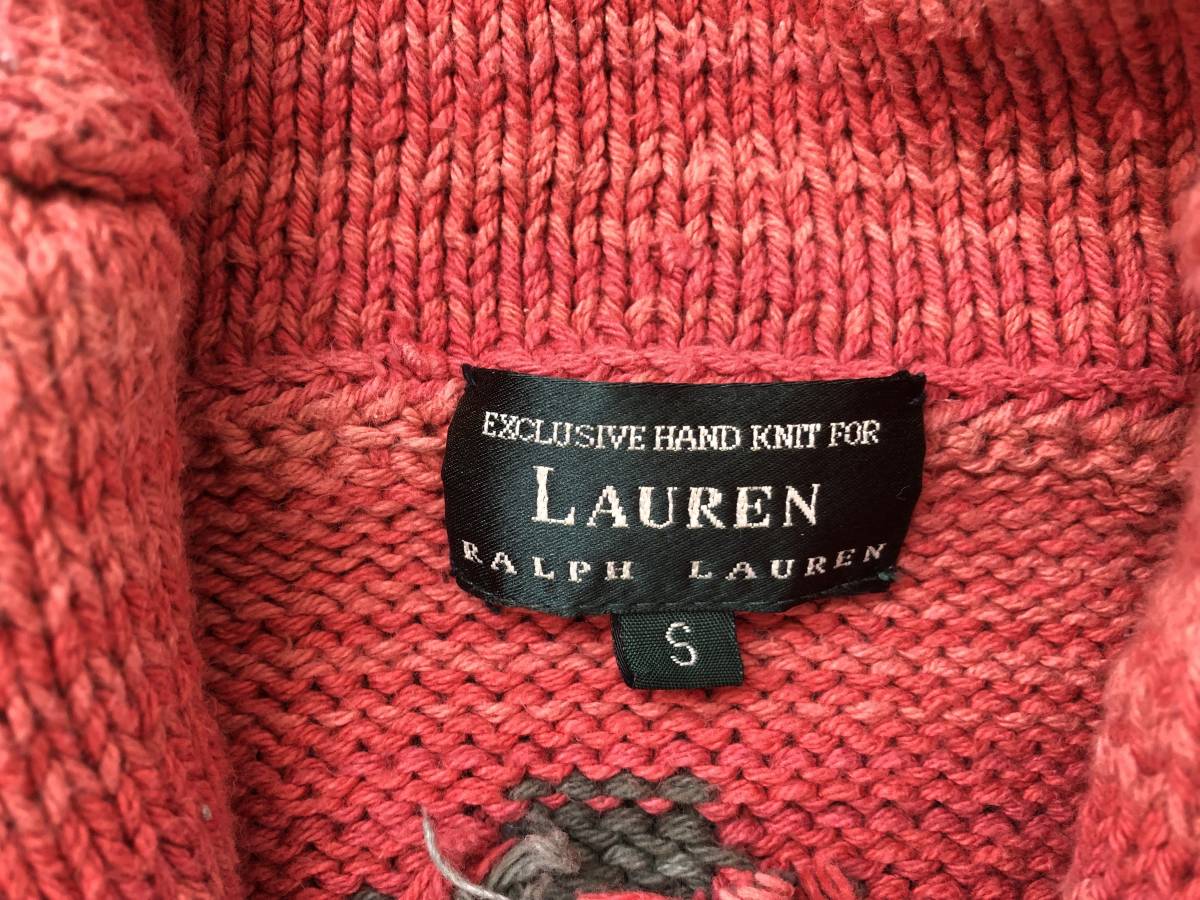 EXCLUSIVE HAND KNIT FOR
LAUREN
RALPH LAUREN
S